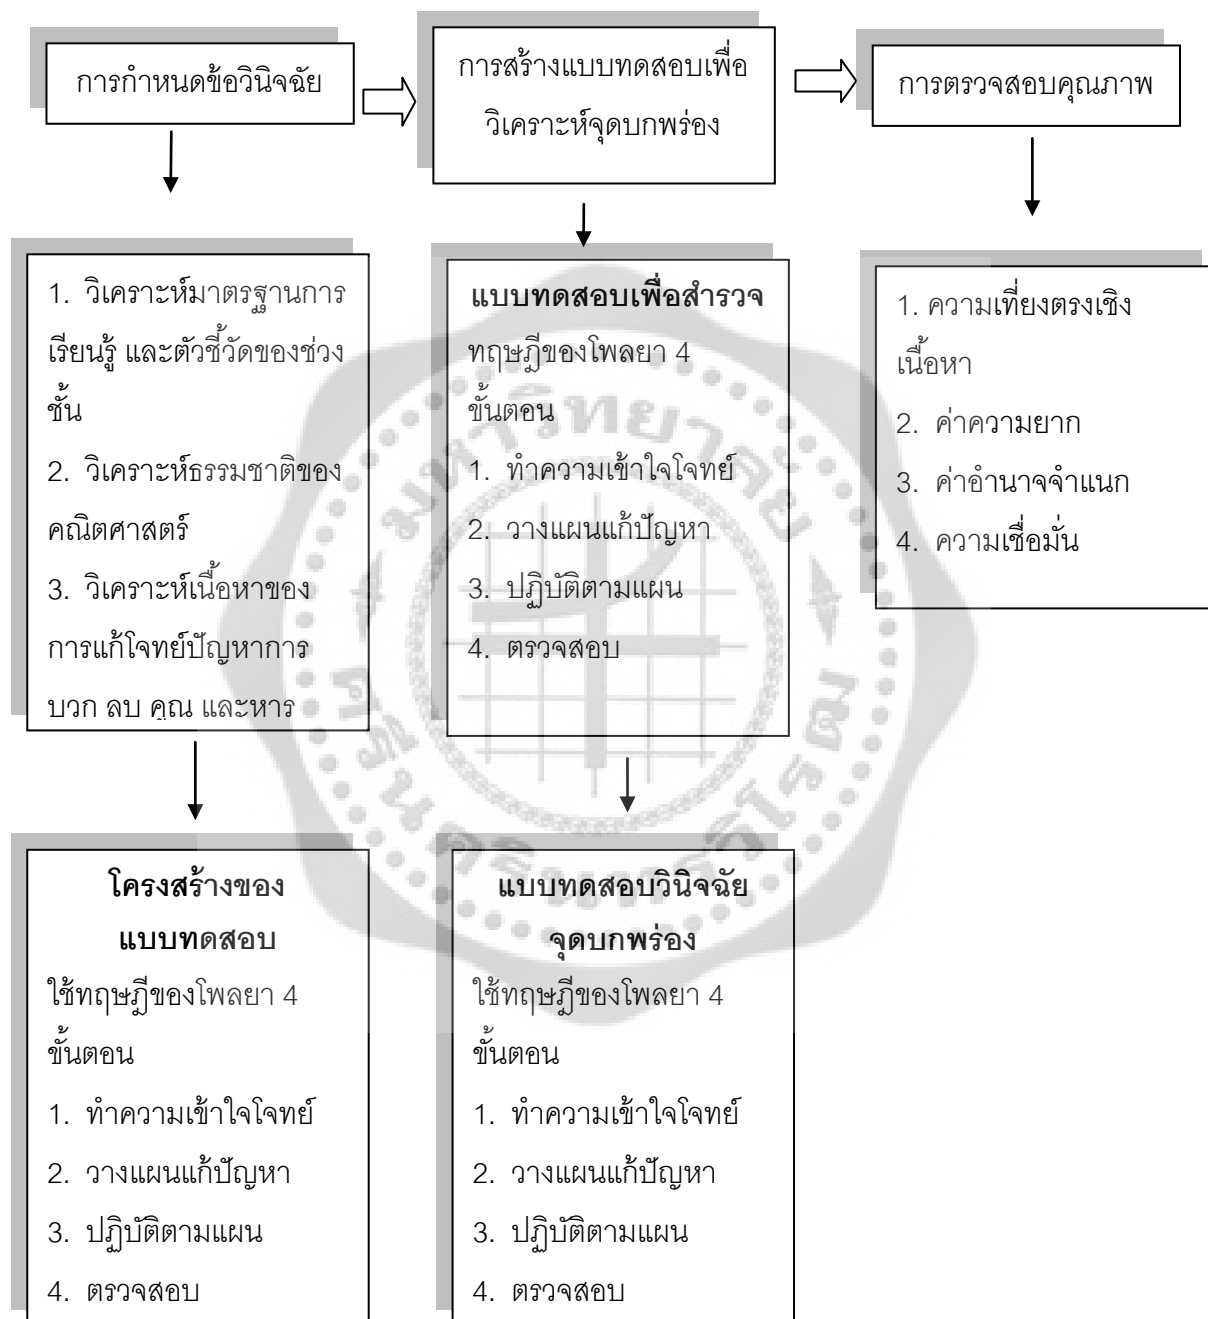 การกำหนดข้อวินิจฉัย
การสร้างแบบทดสอบเพื่อ
วิเคราะห์จุดบกพร่อง
การตรวจสอบคุณภาพ
1. วิเคราะห์มาตรฐานการ
เรียนรู้ และตัวชี้วัดของช่วง
ชั้น
2. วิเคราะห์ธรรมชาติของ
คณิตศาสตร์
3. วิเคราะห์เนื้อหาของ
การแก้โจทย์ปัญหาการ
บวก ลบ คูณ และหาร
แบบทดสอบเพื่อสำรวจ
ทฤษฎีของโพลยา 4
ขั้นตอน
1. ทำความเข้าใจโจทย์
2. วางแผนแก้ปัญหา
3. ปฏิบัติตามแผน
4. ตรวจสอบ
1. ความเที่ยงตรงเชิง
เนื้อหา
2. ค่าความยาก
3. ค่าอำนาจจำแนก
4. ความเชื่อมั่น
โครงสร้างของ
แบบทดสอบ
ใช้ทฤษฎีของโพลยา 4
ขั้นตอน
1. ทำความเข้าใจโจทย์
2. วางแผนแก้ปัญหา
3. ปฏิบัติตามแผน
4. ตรวจสอบ
แบบทดสอบวินิจฉัย
จุดบกพร่อง
ใช้ทฤษฎีของโพลยา 4
ขั้นตอน
1. ทำความเข้าใจโจทย์
2. วางแผนแก้ปัญหา
3. ปฏิบัติตามแผน
4. ตรวจสอบ
มหาวิทยาลัย
ศรีนครินทรวิโรฒ